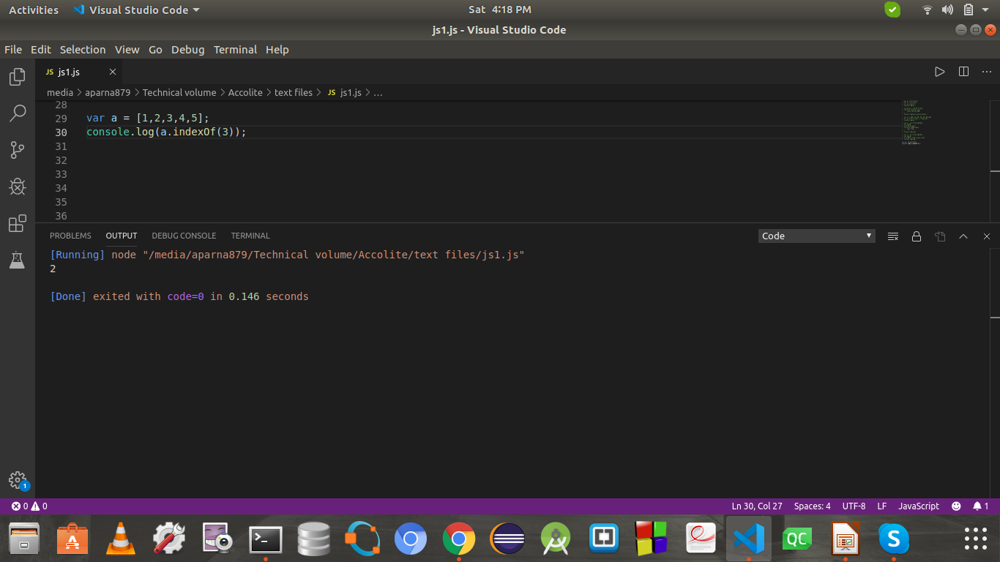 Activities Visual Studio Code Sat 4:18 PM
js1.js - Visual Studio Code
File Edit Selection View Go Debug Terminal Help
JS js1.js
media > aparna879 > Technical volume > Accolite > text files > JS js1.js > ...
28
29 var a = [1,2,3,4,5];
30 console.log(a.indexOf(3));
31
32
33
34
35
36
PROBLEMS OUTPUT DEBUG CONSOLE TERMINAL Code
[Running] node "/media/aparna879/Technical volume/Accolite/text files/js1.js"
2
[Done] exited with code=0 in 0.146 seconds
1
0 0 Ln 30, Col 27 Spaces: 4 UTF-8 LF JavaScript 1
A >_ QC S